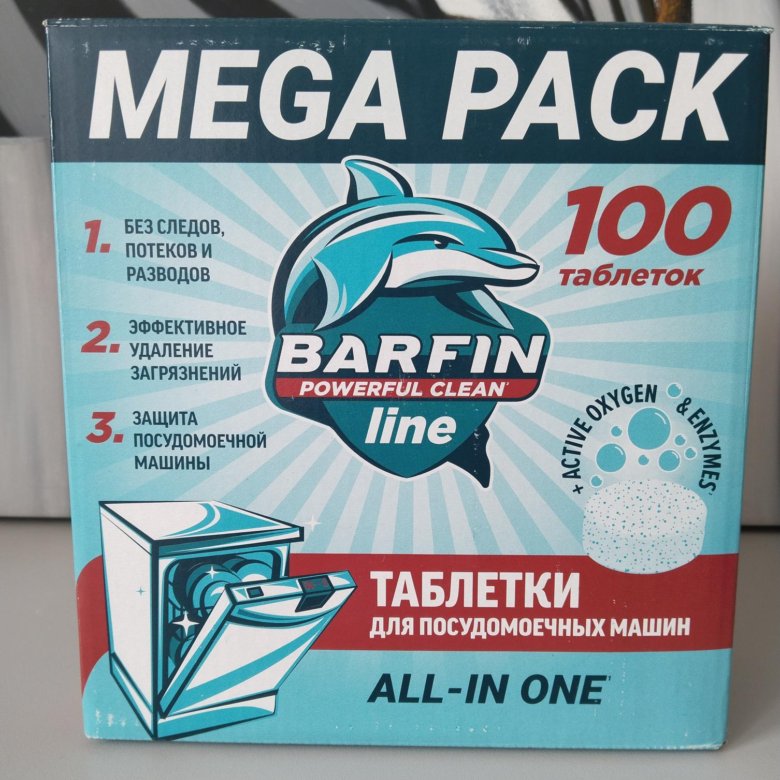 MEGA PACK
1. БЕЗ СЛЕДОВ,
ПОТЕКОВ И
РАЗВОДОВ
2. ЭФФЕКТИВНОЕ
УДАЛЕНИЕ
ЗАГРЯЗНЕНИЙ
3. ЗАЩИТА
ПОСУДОМОЕЧНОЙ
МАШИНЫ
100
таблеток
BARFIN
POWERFUL CLEAN
line
+ ACTIVE OXYGEN & ENZYMES
ТАБЛЕТКИ
ДЛЯ ПОСУДОМОЕЧНЫХ МАШИН
ALL-IN ONE